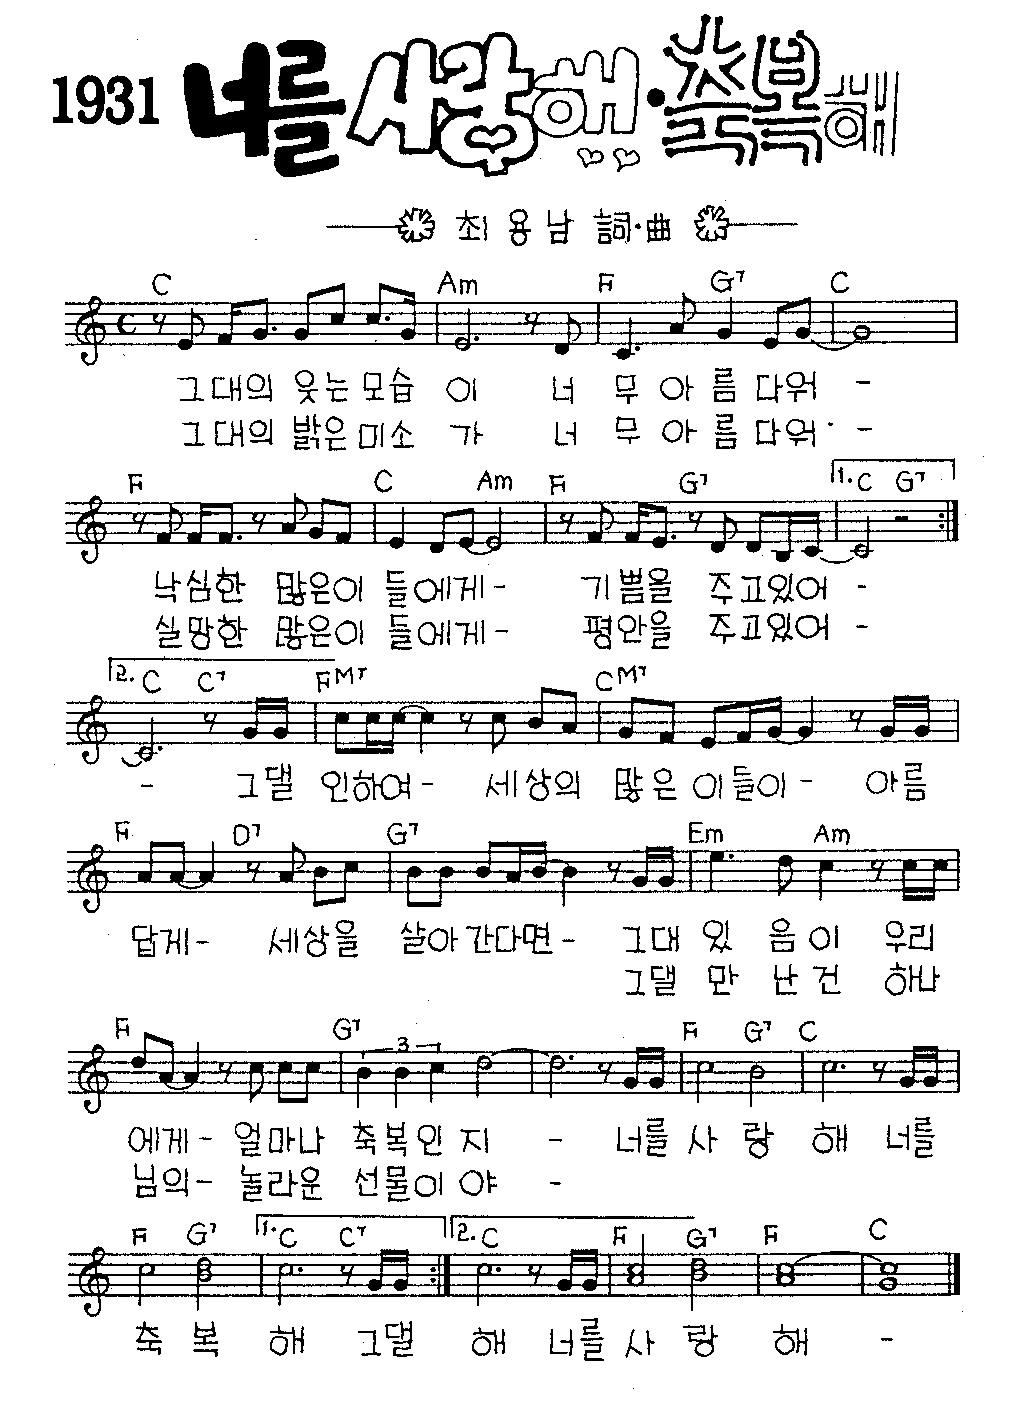 1931 너를 사랑해·축복해
최용남 詞·曲
C Am F G7 C
그대의 웃는 모습 이 너 무 아 름 다워 -
그대의 밝은 미소 가 너 무 아 름 다워 -
F C Am F G7 1. C G7
낙심한 많은이 들에게- 기쁨을 주고있어 -
실망한 많은이 들에게- 평안을 주고있어 -
2. C C7 FM7 CM7
- 그댈 인하여- 세상의 많은 이들이- 아름
F D7 G7 Em Am
답게- 세상을 살아간다면- 그대 있 음이 우리
그댈 만 난건 하나
F G7 3 F G7 C
에게- 얼마나 축복인 지 - 너를 사 랑 해 너를
님의- 놀라운 선물이 야 -
F G7 1. C C7 2. C F G7 F C
축 복 해 그댈 해 너를 사 랑 해 -